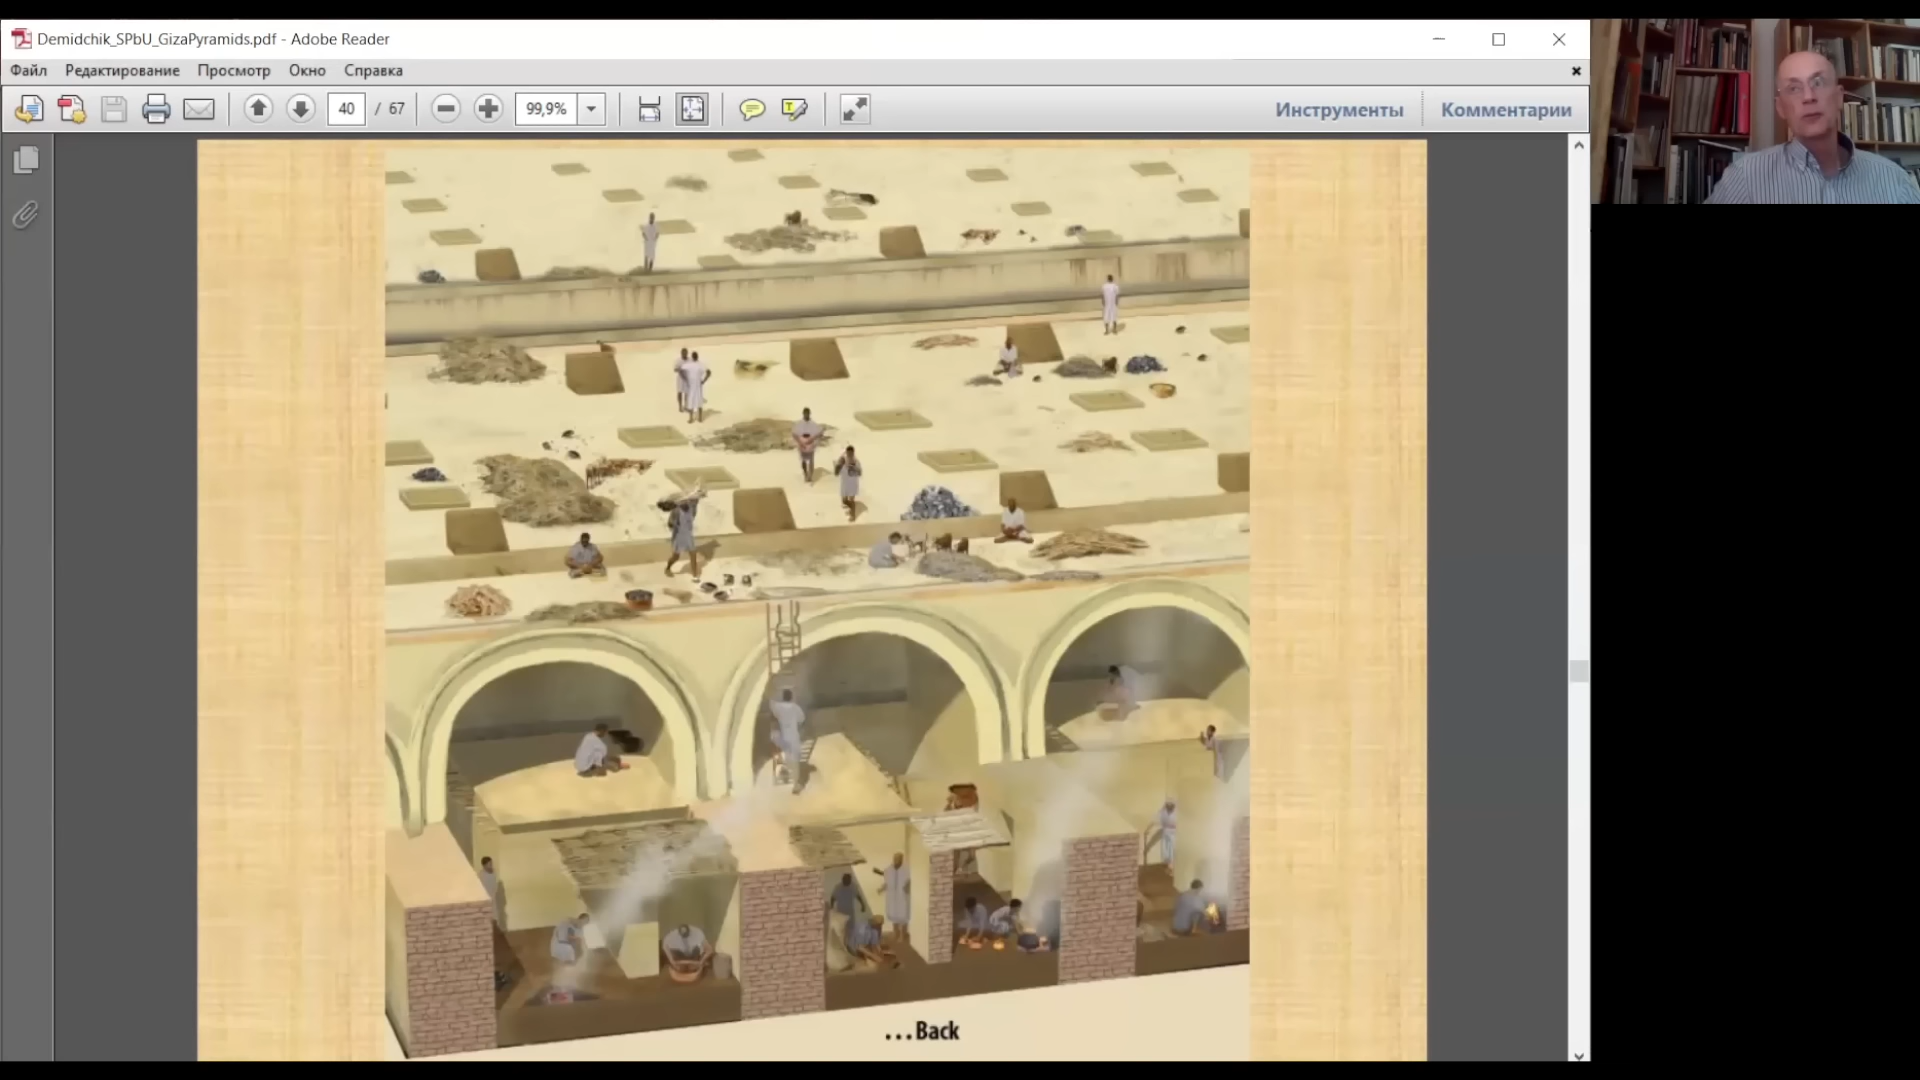 Demidchik_SPbU_GizaPyramids.pdf - Adobe Reader
Файл Редактирование Просмотр Окно Справка
40 / 67 99,9% Инструменты Комментарии
...Back